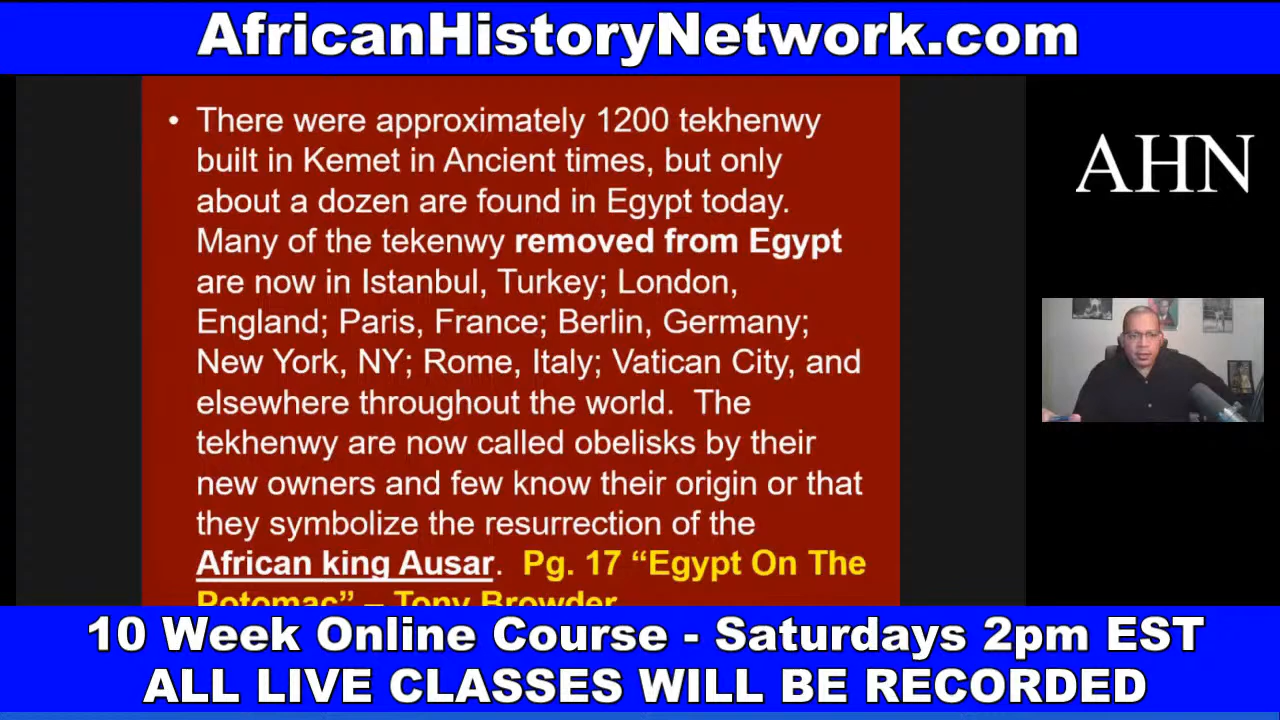 AfricanHistoryNetwork.com
• There were approximately 1200 tekhenwy
built in Kemet in Ancient times, but only
about a dozen are found in Egypt today.
Many of the tekenwy removed from Egypt
are now in Istanbul, Turkey; London,
England; Paris, France; Berlin, Germany;
New York, NY; Rome, Italy; Vatican City, and
elsewhere throughout the world. The
tekhenwy are now called obelisks by their
new owners and few know their origin or that
they symbolize the resurrection of the
African king Ausar. Pg. 17 “Egypt On The
Potomac” – Tony Browder
AHN
10 Week Online Course - Saturdays 2pm EST
ALL LIVE CLASSES WILL BE RECORDED